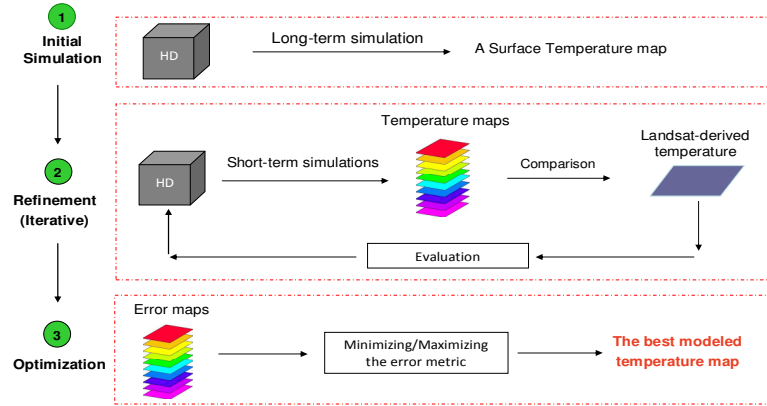 1
Initial
Simulation
HD
Long-term simulation
A Surface Temperature map
2
Refinement
(Iterative)
HD
Short-term simulations
Temperature maps
Comparison
Landsat-derived
temperature
Evaluation
3
Optimization
Error maps
Minimizing/Maximizing
the error metric
The best modeled
temperature map